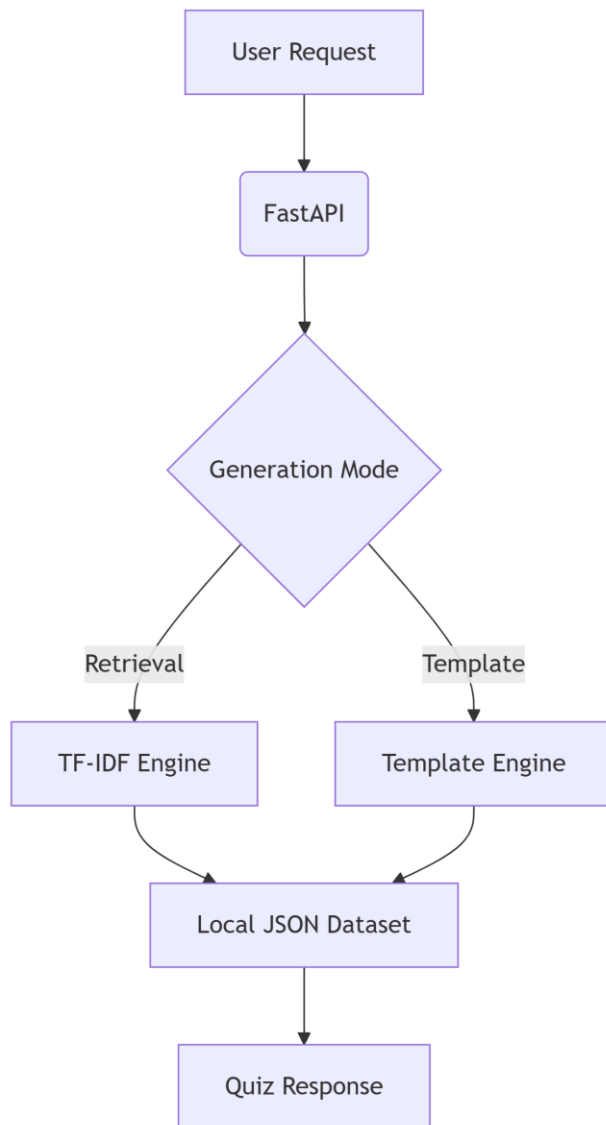 User Request
FastAPI
Generation Mode
Retrieval
Template
TF-IDF Engine
Template Engine
Local JSON Dataset
Quiz Response